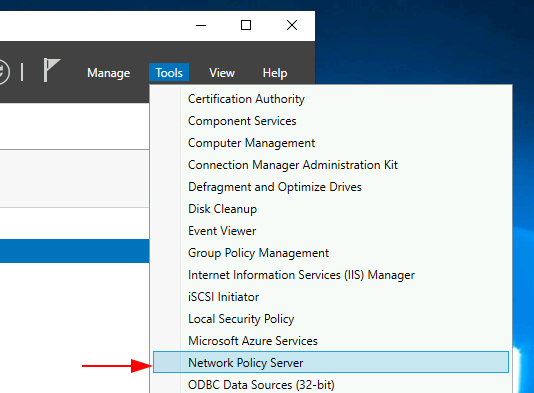 Manage Tools View Help
Certification Authority
Component Services
Computer Management
Connection Manager Administration Kit
Defragment and Optimize Drives
Disk Cleanup
Event Viewer
Group Policy Management
Internet Information Services (IIS) Manager
iSCSI Initiator
Local Security Policy
Microsoft Azure Services
Network Policy Server
ODBC Data Sources (32-bit)